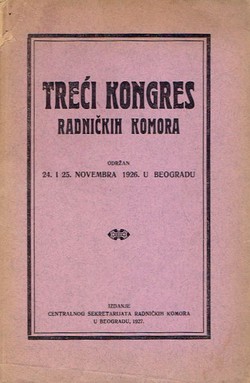 TREĆI KONGRES
RADNIČKIH KOMORA
ODRŽAN
24. I 25. NOVEMBRA 1926. U BEOGRADU
IZDANJE
CENTRALNOG SEKRETARIJATA RADNIČKIH KOMORA
U BEOGRADU, 1927.